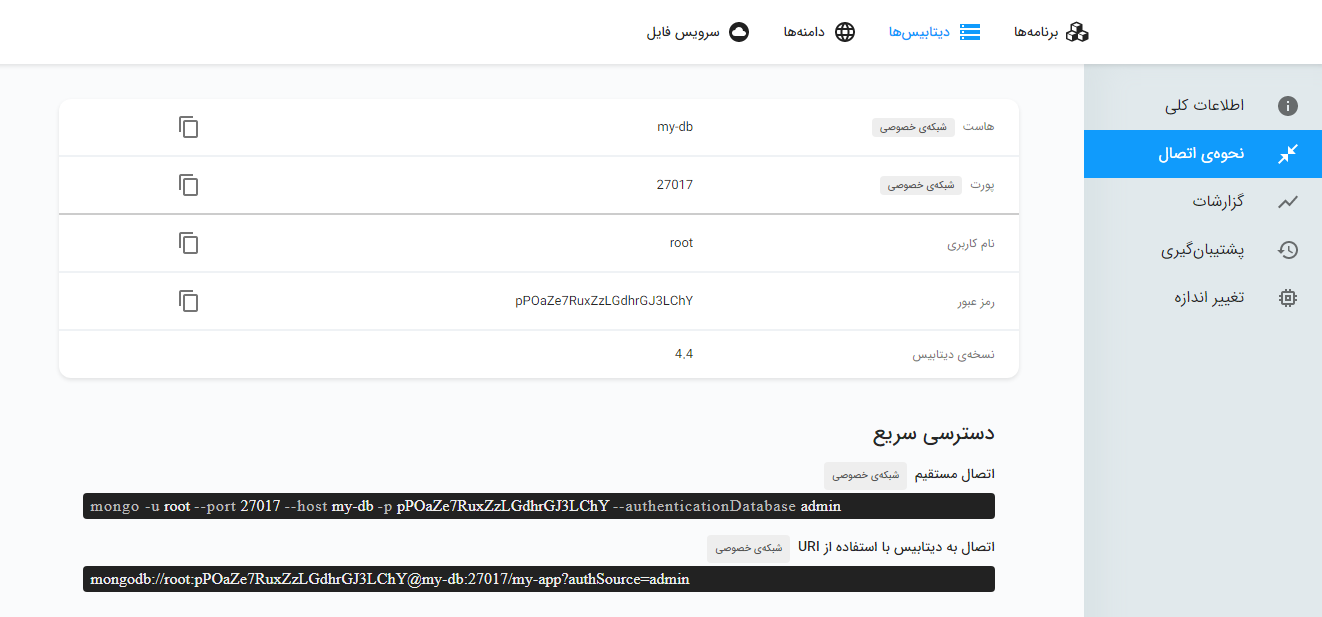 برنامه‌ها
دیتابیس‌ها
دامنه‌ها
سرویس فایل
اطلاعات کلی
نحوه‌ی اتصال
گزارشات
پشتیبان‌گیری
تغییر اندازه
هاست شبکه‌ی خصوصی my-db
پورت شبکه‌ی خصوصی 27017
نام کاربری root
رمز عبور pPOaZe7RuxZzLGdhrGJ3LChY
نسخه‌ی دیتابیس 4.4
دسترسی سریع
اتصال مستقیم شبکه‌ی خصوصی
mongo -u root --port 27017 --host my-db -p pPOaZe7RuxZzLGdhrGJ3LChY --authenticationDatabase admin
اتصال به دیتابیس با استفاده از URI شبکه‌ی خصوصی
mongodb://root:pPOaZe7RuxZzLGdhrGJ3LChY@my-db:27017/my-app?authSource=admin